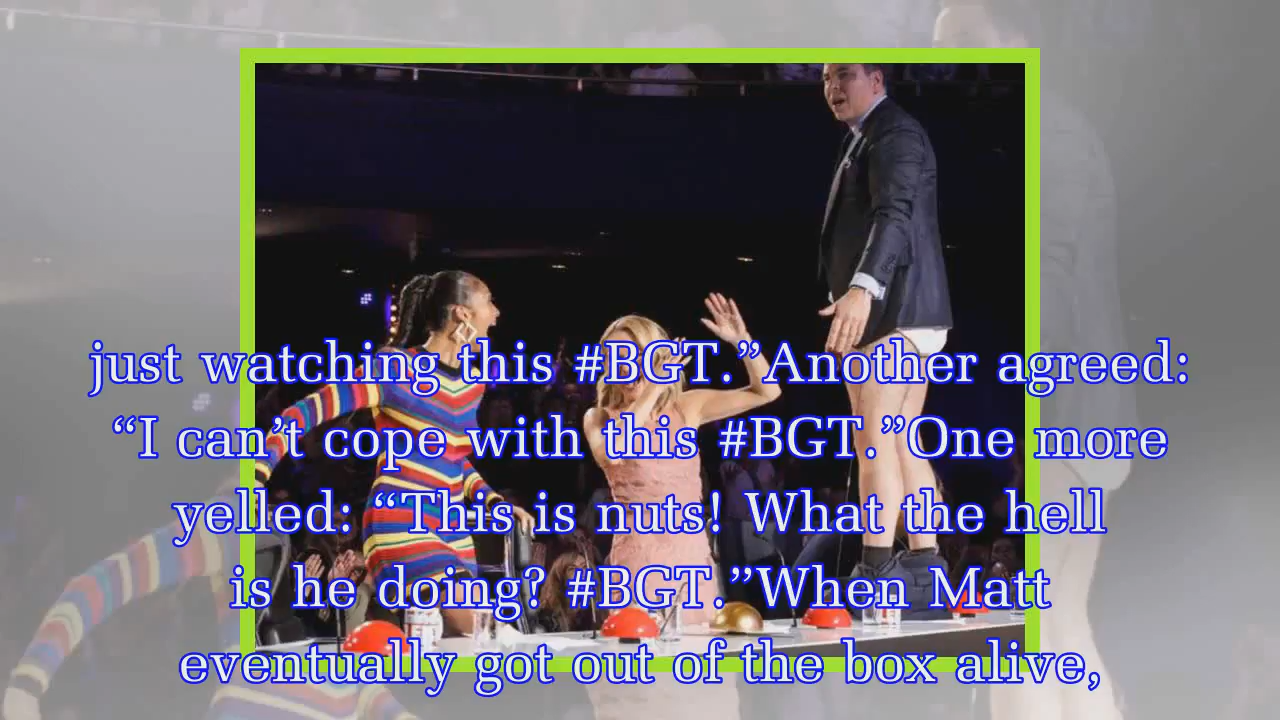 just watching this #BGT.”Another agreed:
“I can’t cope with this #BGT.”One more
yelled: “This is nuts! What the hell
is he doing? #BGT.”When Matt
eventually got out of the box alive,